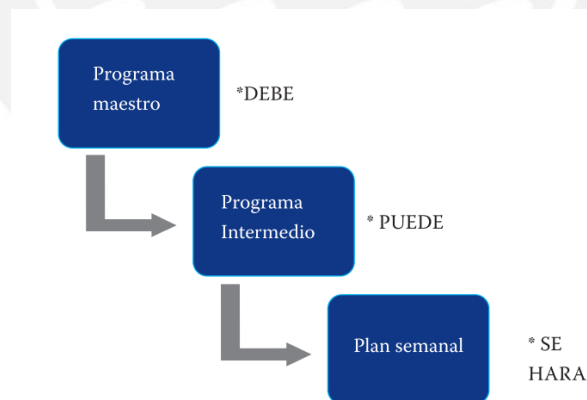 Programa
maestro
*DEBE
Programa
Intermedio
* PUEDE
Plan semanal
* SE
HARA